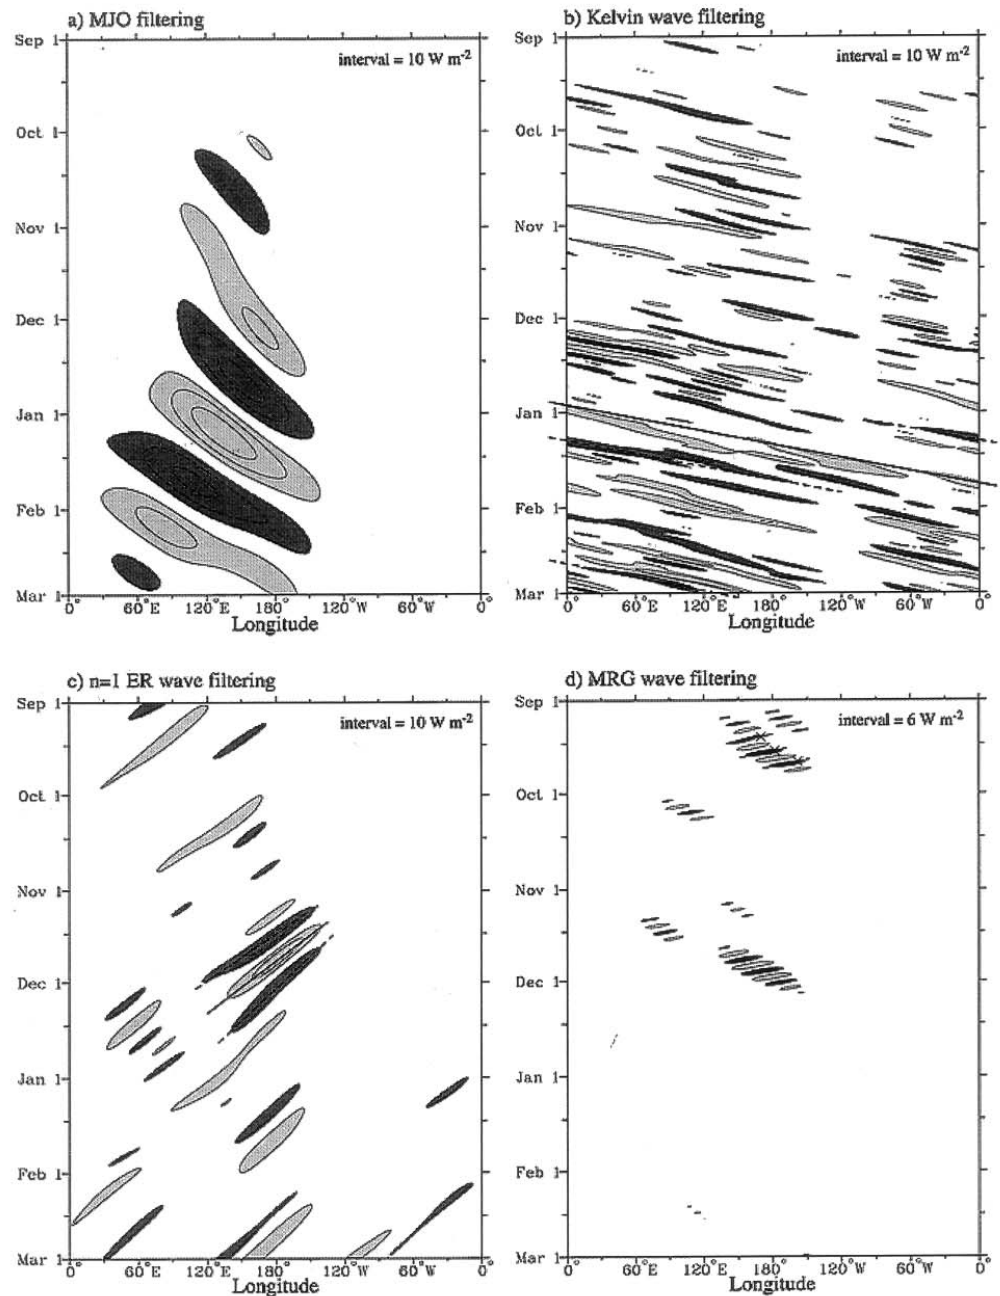 a) MJO filtering
Sep 1
interval = 10 W m-2
Oct 1
Nov 1
Dec 1
Jan 1
Feb 1
Mar 1
0° 60°E 120°E 180° 120°W 60°W 0°
Longitude
b) Kelvin wave filtering
Sep 1
interval = 10 W m-2
Oct 1
Nov 1
Dec 1
Jan 1
Feb 1
Mar 1
0° 60°E 120°E 180° 120°W 60°W 0°
Longitude
c) n=1 ER wave filtering
Sep 1
interval = 10 W m-2
Oct 1
Nov 1
Dec 1
Jan 1
Feb 1
Mar 1
0° 60°E 120°E 180° 120°W 60°W 0°
Longitude
d) MRG wave filtering
Sep 1
interval = 6 W m-2
Oct 1
Nov 1
Dec 1
Jan 1
Feb 1
Mar 1
0° 60°E 120°E 180° 120°W 60°W 0°
Longitude